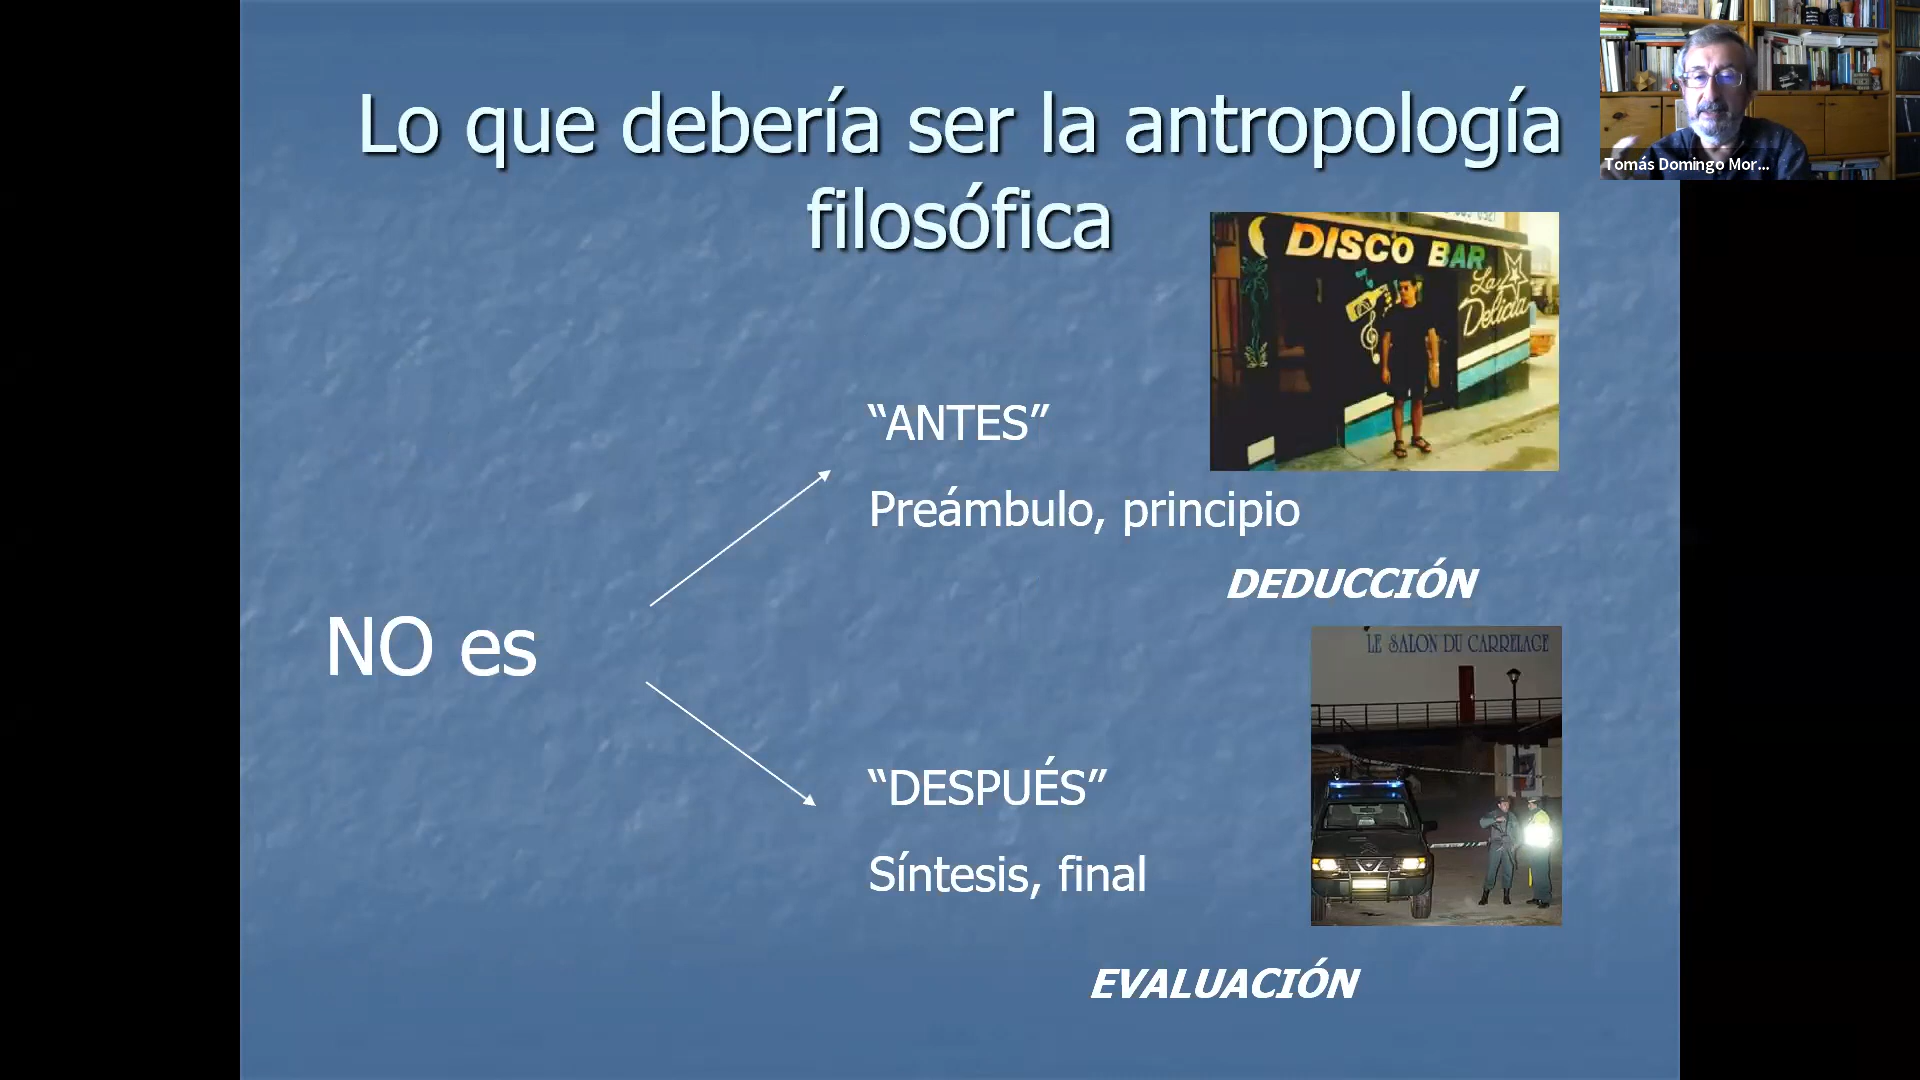 Lo que debería ser la antropología
filosófica
Tomás Domingo Mor...
DISCO BAR
La
Delicia
“ANTES”
Preámbulo, principio
DEDUCCIÓN
NO es
LE SALON DU CARRELAGE
“DESPUÉS”
Síntesis, final
EVALUACIÓN